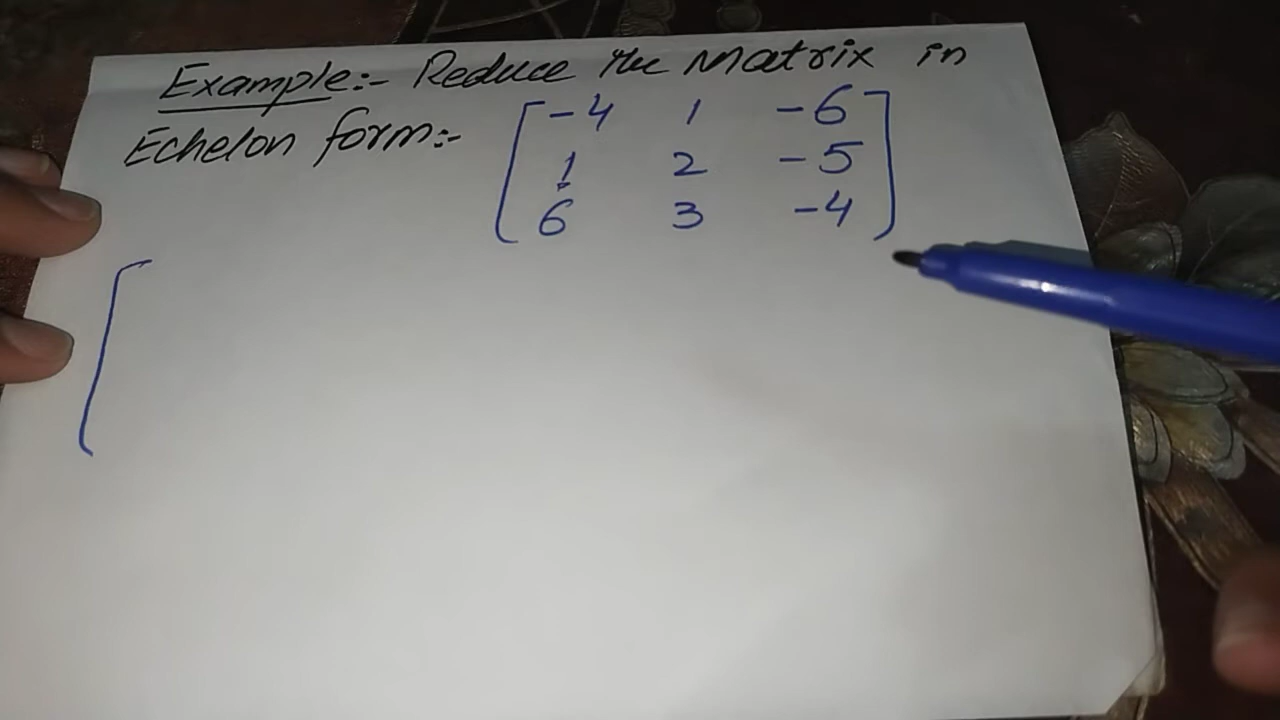 Example:- Reduce the Matrix in
Echelon form:- [ -4 1 -6
1 2 -5
6 3 -4 ]
[